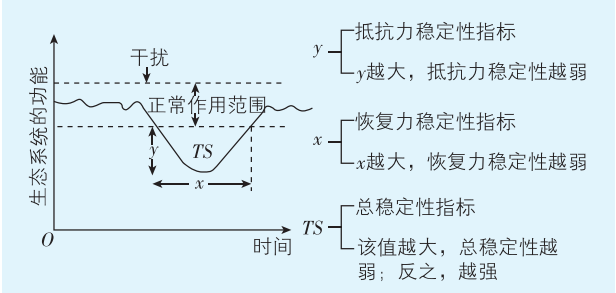 生态系统的功能
干扰
正常作用范围
y
TS
x
O
时间
y
抵抗力稳定性指标
y越大，抵抗力稳定性越弱
x
恢复力稳定性指标
x越大，恢复力稳定性越弱
TS
总稳定性指标
该值越大，总稳定性越
弱；反之，越强